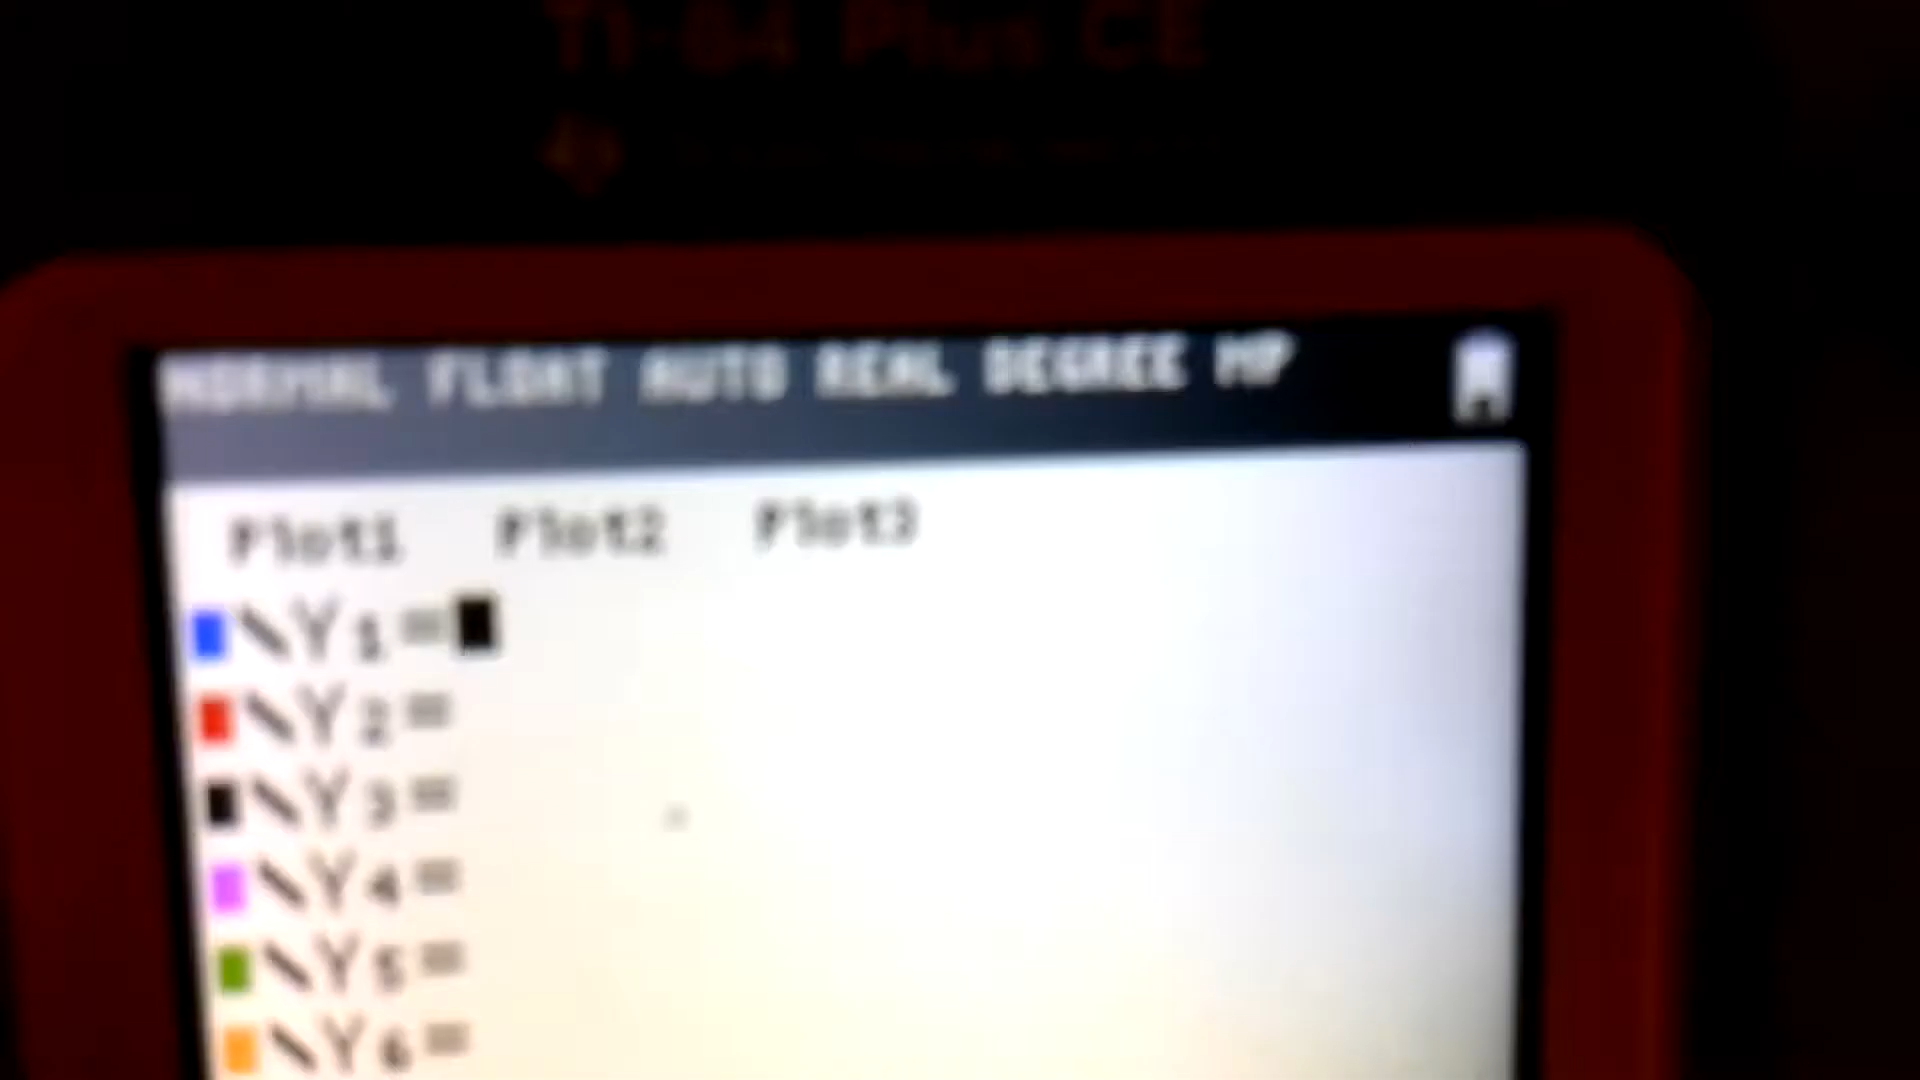 TI-84 Plus CE
NORMAL FLOAT AUTO REAL DEGREE MP
Plot1 Plot2 Plot3
\Y1=
\Y2=
\Y3=
\Y4=
\Y5=
\Y6=